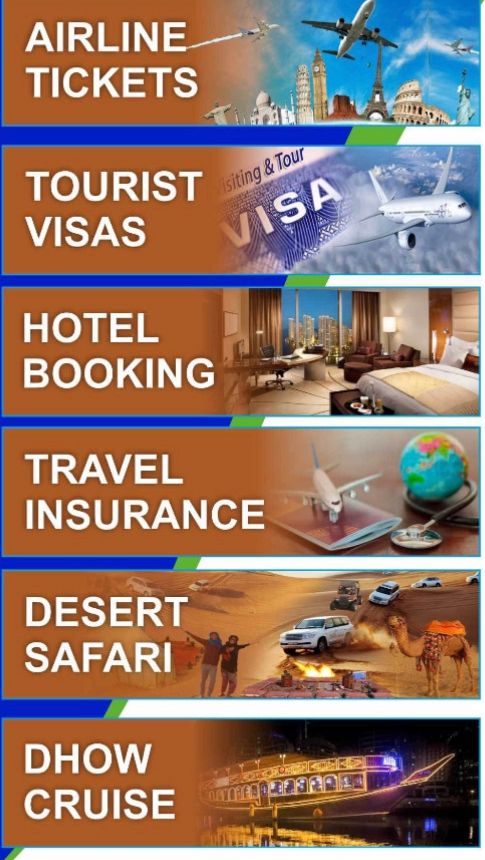 AIRLINE
TICKETS
TOURIST
VISAS
Visiting & Tour
VISA
HOTEL
BOOKING
TRAVEL
INSURANCE
DESERT
SAFARI
DHOW
CRUISE